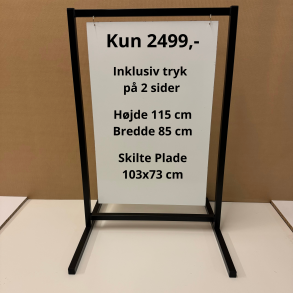 Kun 2499,-
Inklusiv tryk
på 2 sider
Højde 115 cm
Bredde 85 cm
Skilte Plade
103x73 cm